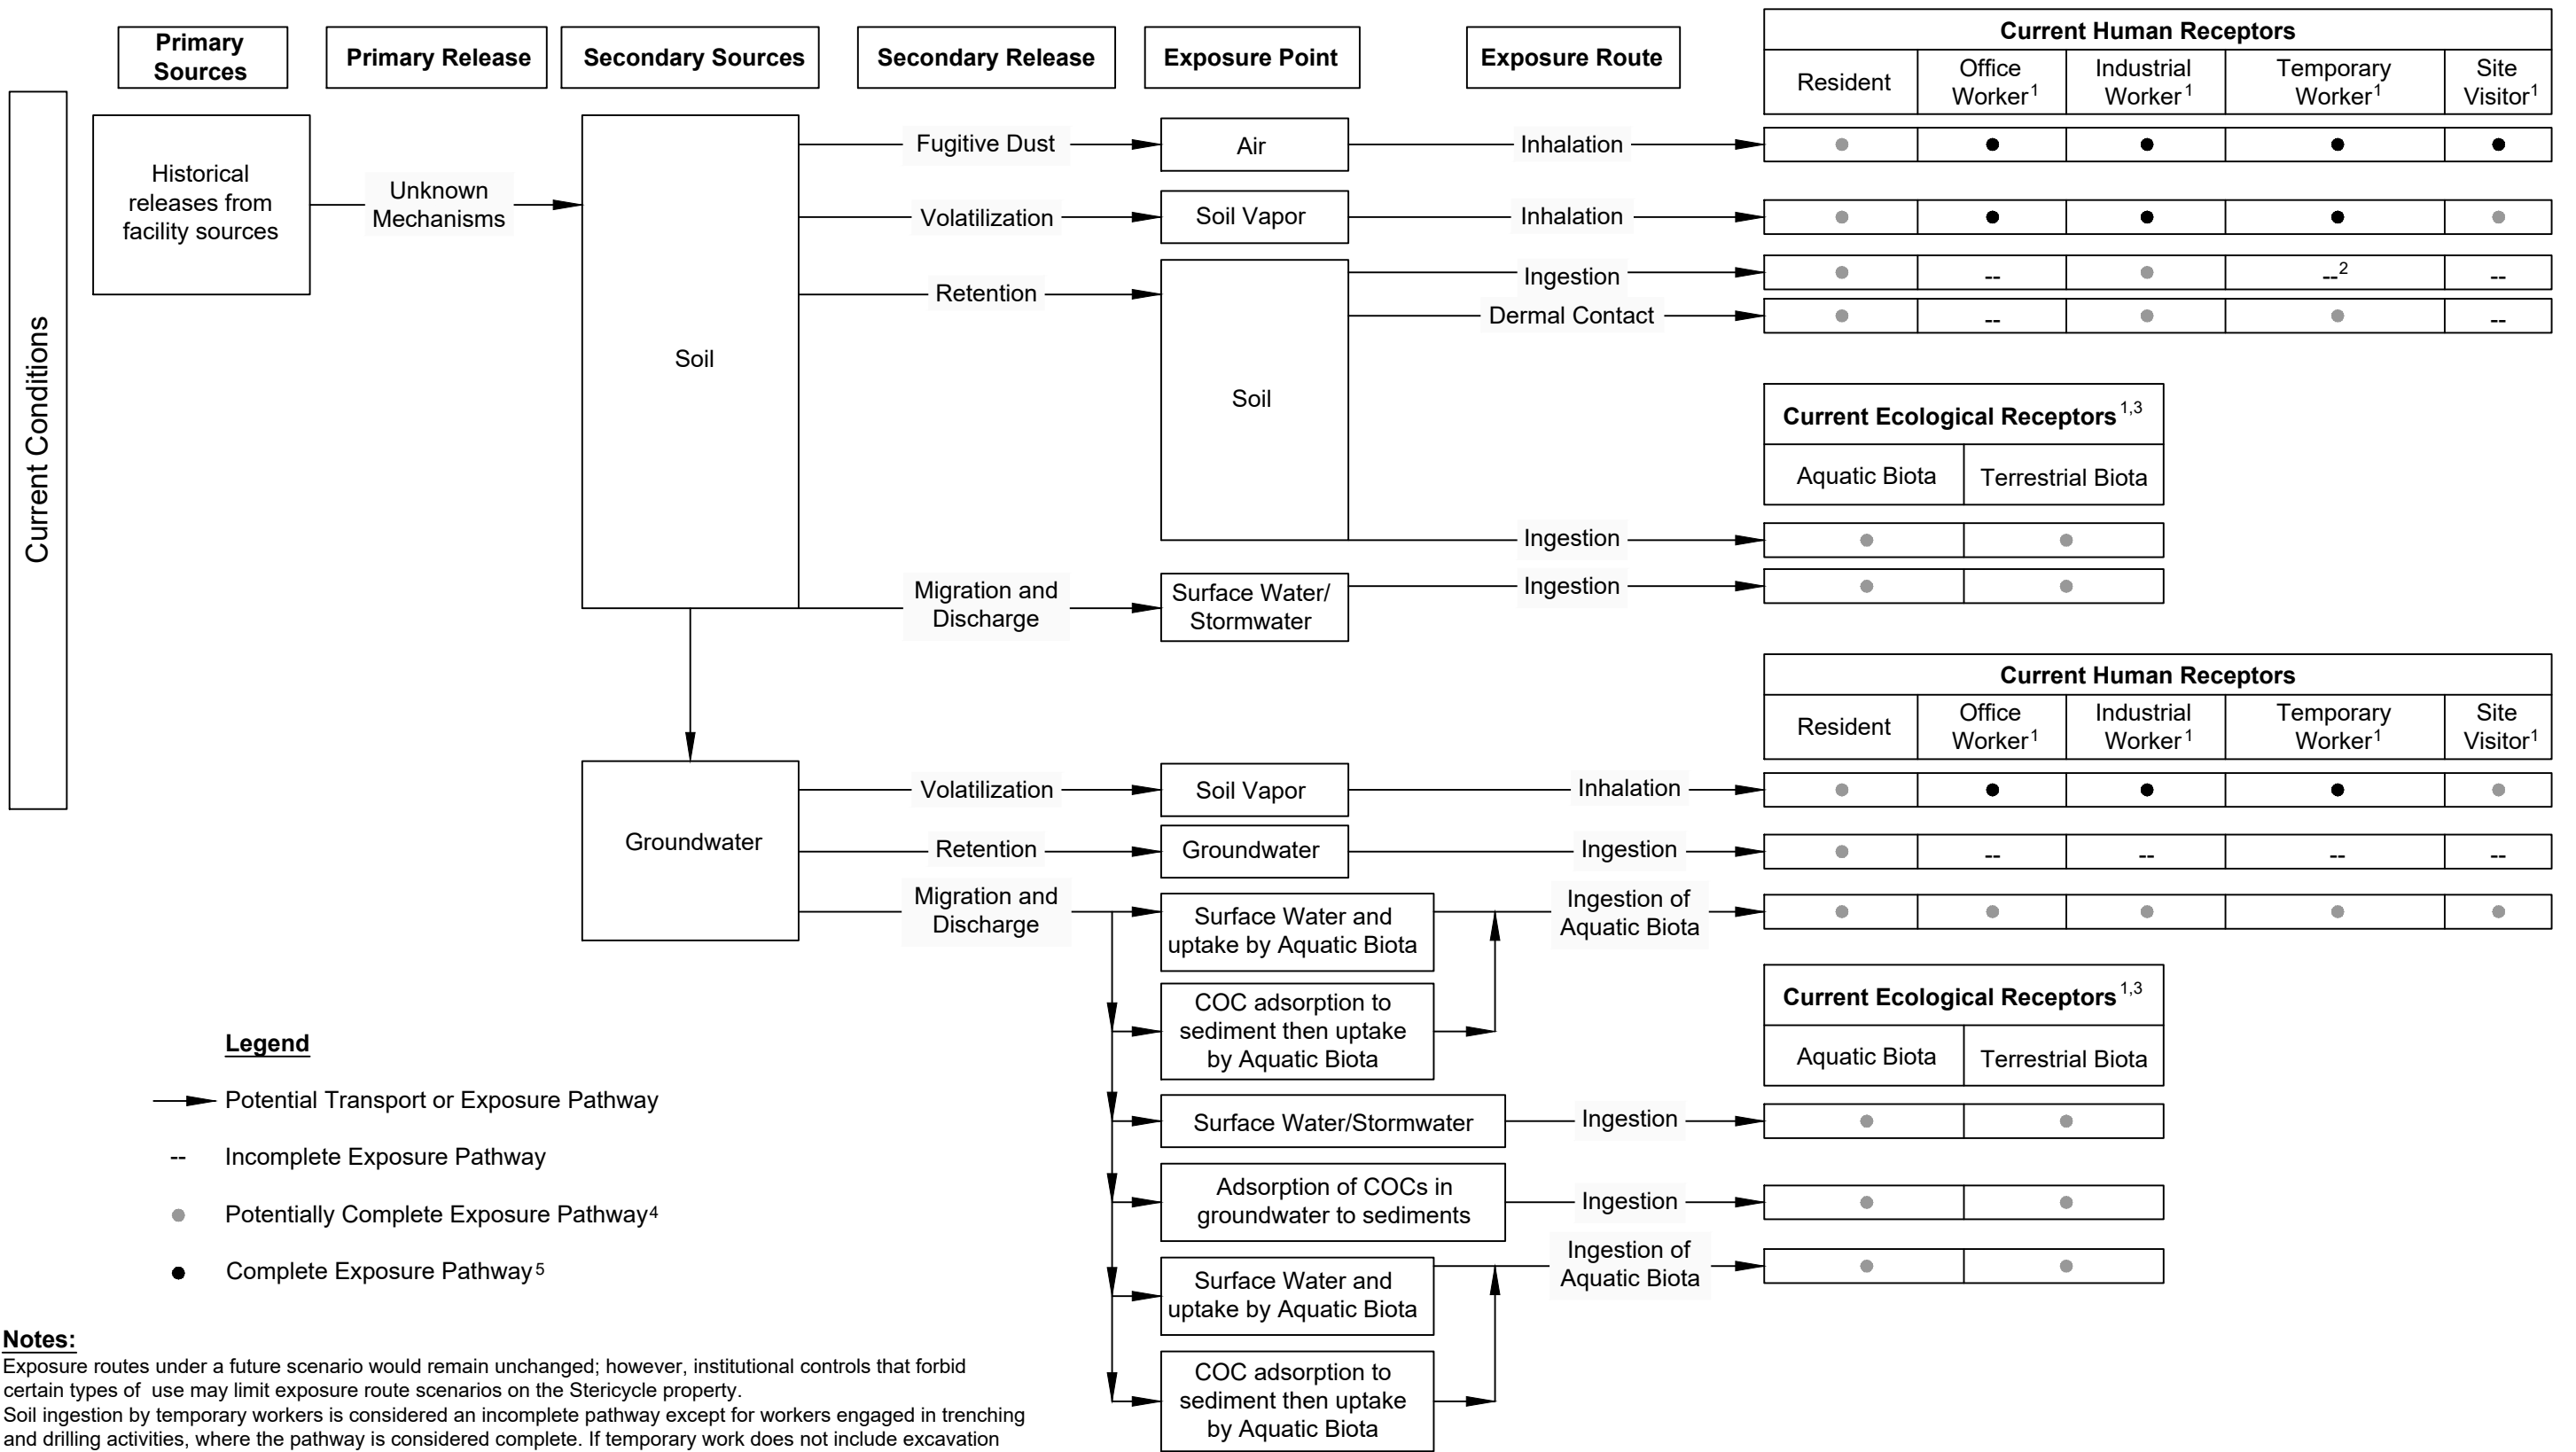 Primary
Sources
Primary Release
Secondary Sources
Secondary Release
Exposure Point
Exposure Route
Current Human Receptors
Resident
Office
Worker1
Industrial
Worker1
Temporary
Worker1
Site
Visitor1
Current Conditions
Historical
releases from
facility sources
Unknown
Mechanisms
Soil
Fugitive Dust
Air
Inhalation
Volatilization
Soil Vapor
Inhalation
Retention
Soil
Ingestion
-- --2 --
Dermal Contact
-- --
Current Ecological Receptors1,3
Aquatic Biota
Terrestrial Biota
Ingestion
Migration and
Discharge
Surface Water/
Stormwater
Ingestion
Current Human Receptors
Resident
Office
Worker1
Industrial
Worker1
Temporary
Worker1
Site
Visitor1
Groundwater
Volatilization
Soil Vapor
Inhalation
Retention
Groundwater
Ingestion
-- -- -- --
Migration and
Discharge
Surface Water and
uptake by Aquatic Biota
Ingestion of
Aquatic Biota
COC adsorption to
sediment then uptake
by Aquatic Biota
Current Ecological Receptors1,3
Aquatic Biota
Terrestrial Biota
Surface Water/Stormwater
Ingestion
Adsorption of COCs in
groundwater to sediments
Ingestion
Surface Water and
uptake by Aquatic Biota
Ingestion of
Aquatic Biota
COC adsorption to
sediment then uptake
by Aquatic Biota
Legend
Potential Transport or Exposure Pathway
-- Incomplete Exposure Pathway
Potentially Complete Exposure Pathway4
Complete Exposure Pathway5
Notes:
Exposure routes under a future scenario would remain unchanged; however, institutional controls that forbid
certain types of use may limit exposure route scenarios on the Stericycle property.
Soil ingestion by temporary workers is considered an incomplete pathway except for workers engaged in trenching
and drilling activities, where the pathway is considered complete. If temporary work does not include excavation